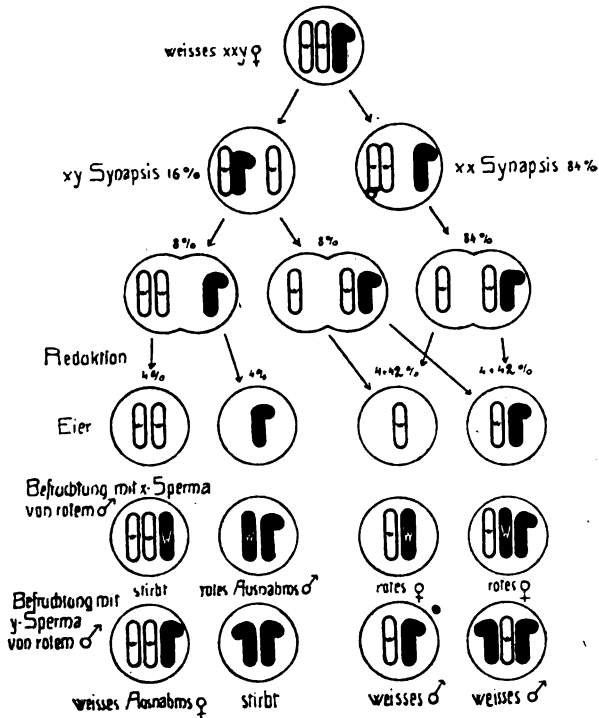 weisses xxy ♀
xy Synapsis 16%
xx Synapsis 84%
8%
8%
84%
Reduktion
4%
4%
4+42%
4+42%
Eier
Befruchtung mit x-Sperma
von rotem ♂
W
W
W
W
stirbt
rotes Ausnahms ♂
rotes ♀
rotes ♀
Befruchtung mit
y-Sperma
von rotem ♂
weisses Ausnahms ♀
stirbt
weisses ♂
weisses ♂